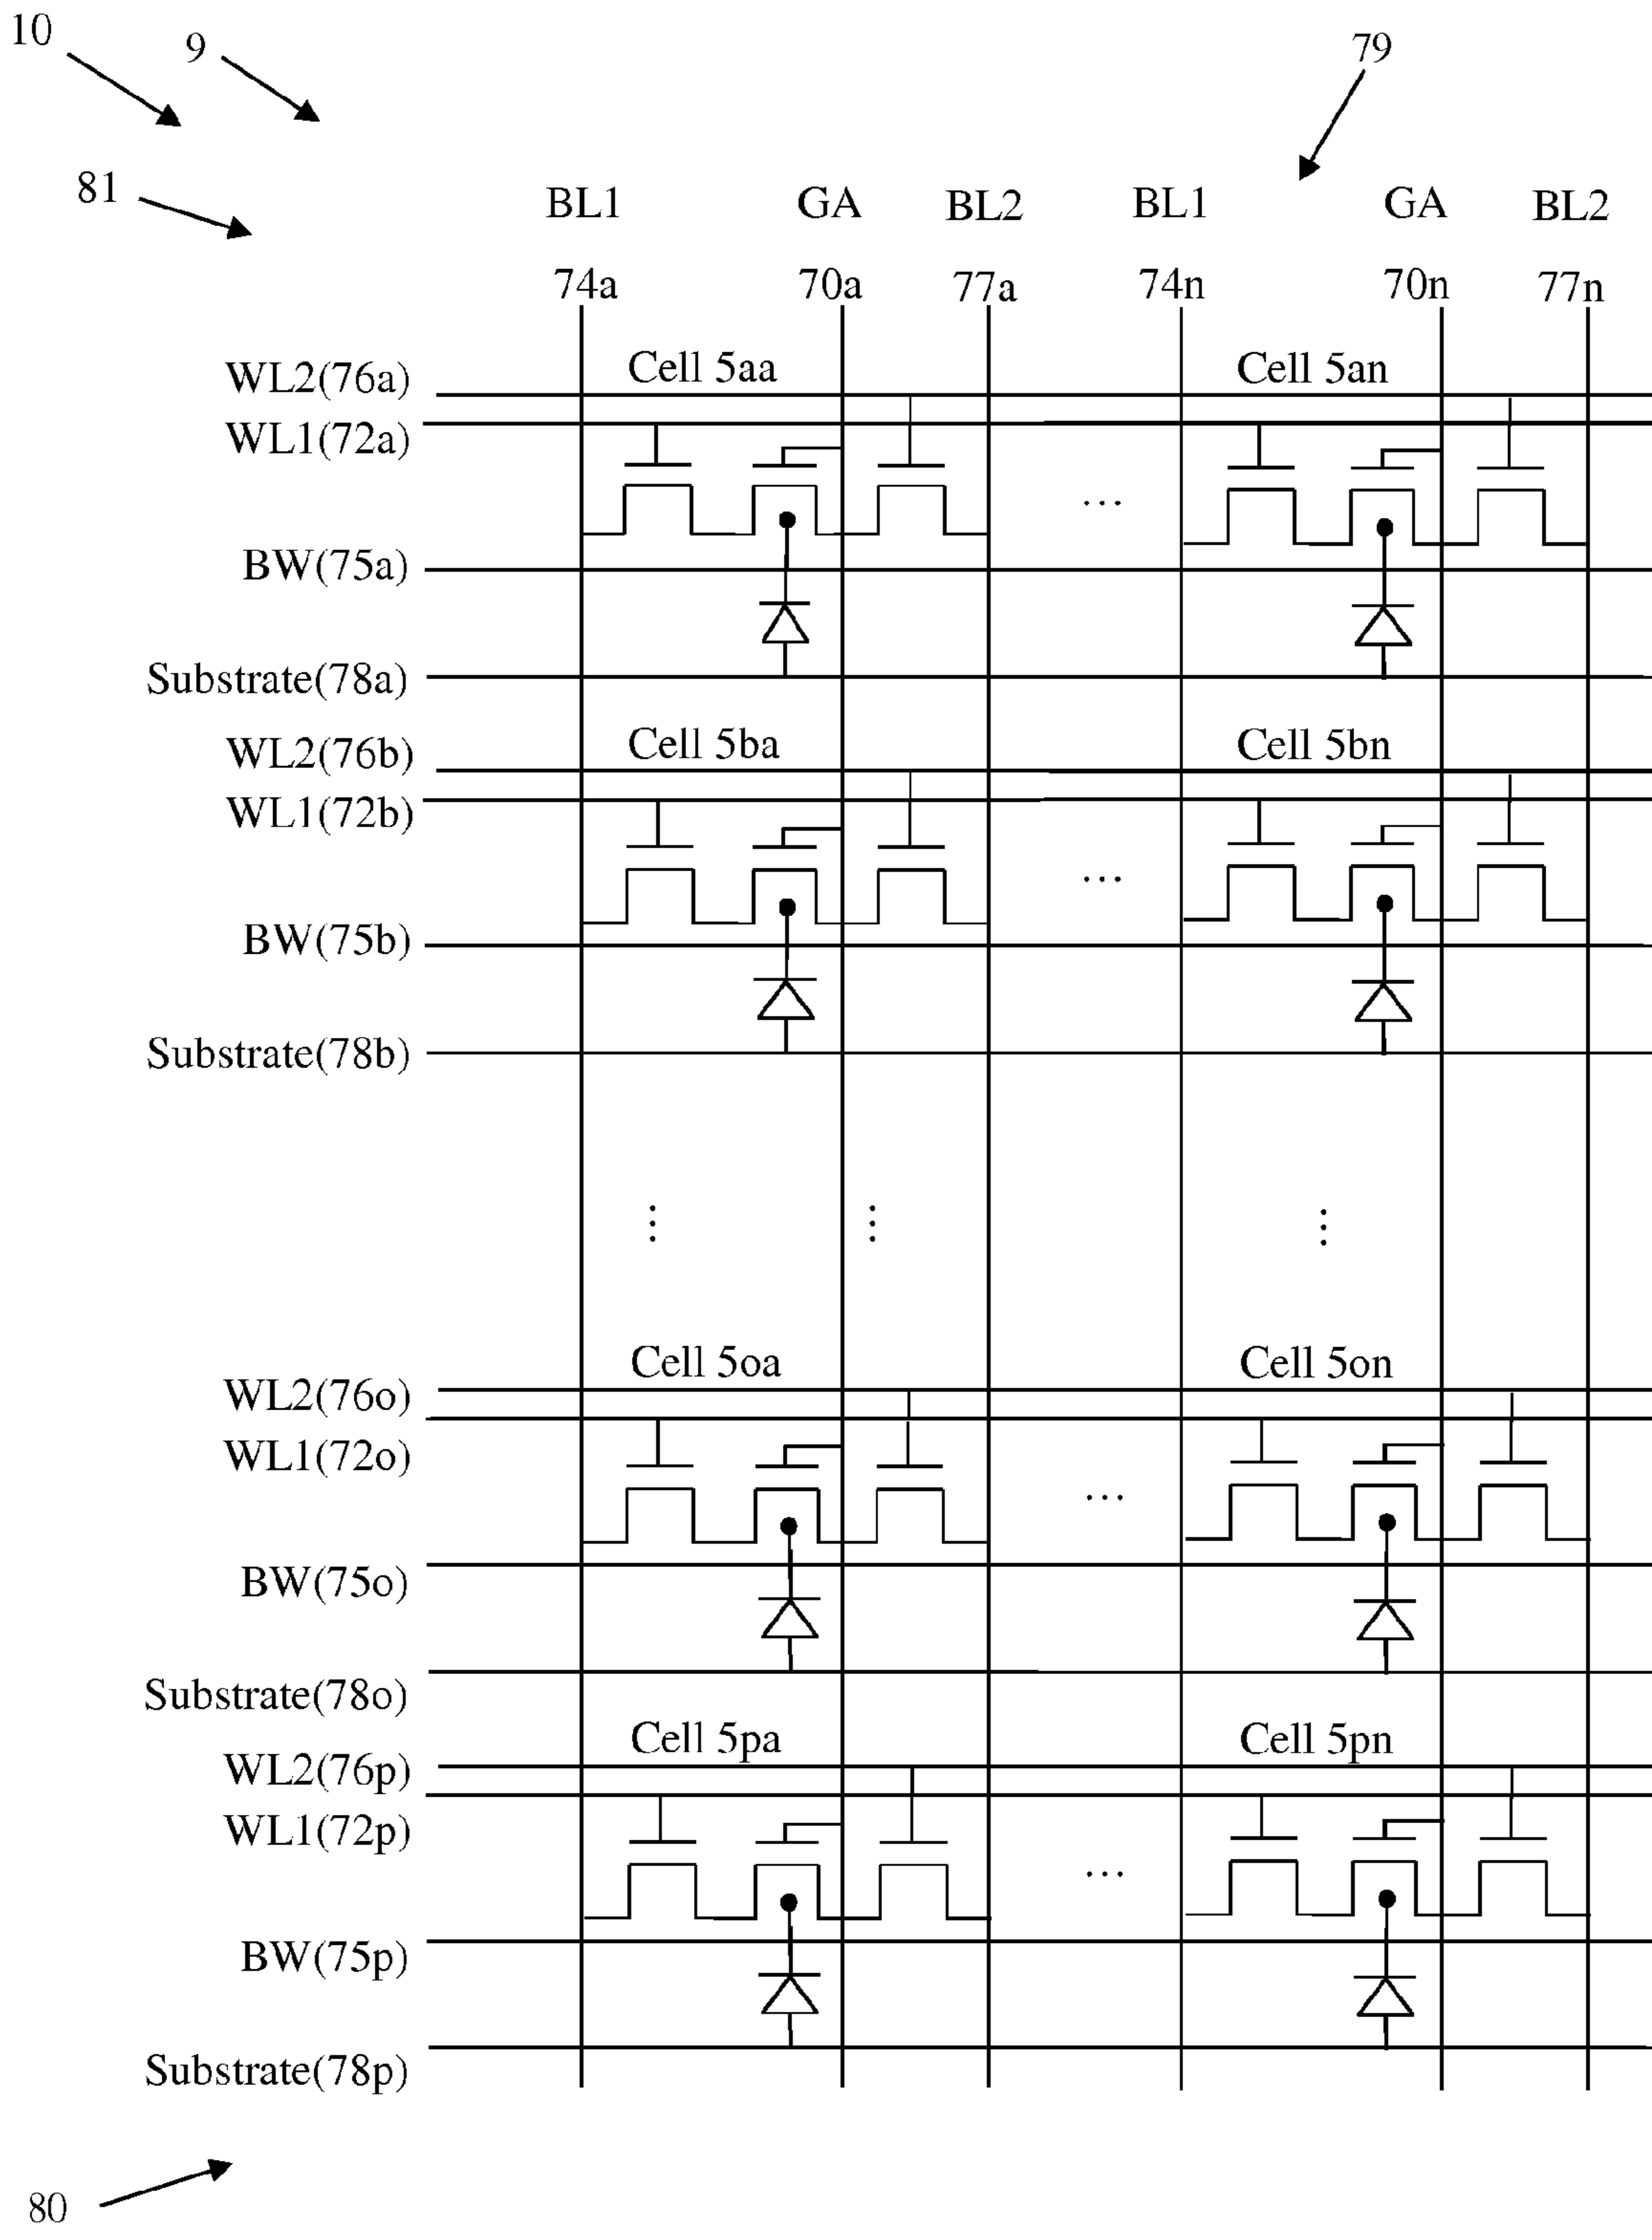 10
9
79
81
BL1 GA BL2 BL1 GA BL2
74a 70a 77a 74n 70n 77n
Cell 5aa Cell 5an
WL2(76a)
WL1(72a)
...
BW(75a)
Substrate(78a)
Cell 5ba Cell 5bn
WL2(76b)
WL1(72b)
...
BW(75b)
Substrate(78b)
Cell 5oa Cell 5on
WL2(76o)
WL1(72o)
...
BW(75o)
Substrate(78o)
Cell 5pa Cell 5pn
WL2(76p)
WL1(72p)
...
BW(75p)
Substrate(78p)
80